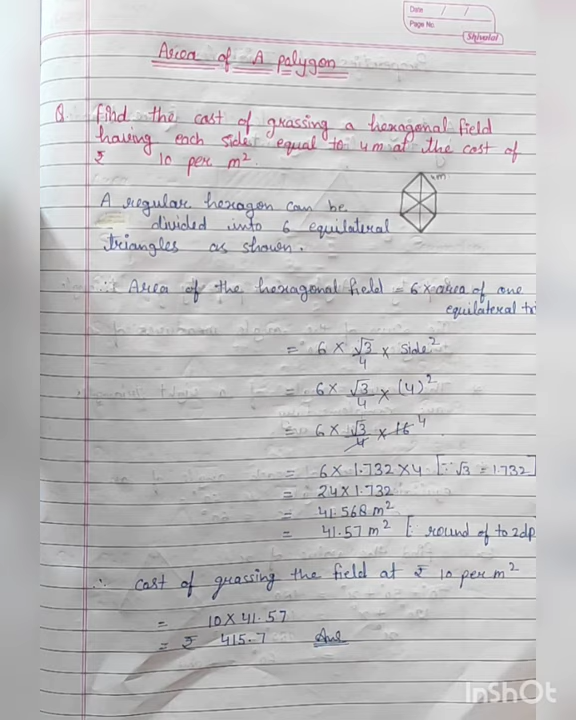 Date / /
Page No.
Shivalal
Area of A polygon
Q Find the cost of grassing a hexagonal field
having each side equal to 4m at the cost of
₹ 10 per m².
4m
A regular hexagon can be
divided into 6 equilateral
triangles as shown.
∴ Area of the hexagonal field = 6 × area of one
equilateral tri
= 6 × √3/4 × side²
= 6 × √3/4 × (4)²
= 6 × √3/4 × 16 4
= 6 × 1.732 × 4 [∵ √3 = 1.732]
= 24 × 1.732
= 41.568 m²
= 41.57 m² [: round of to 2dp
∴ cost of grassing the field at ₹ 10 per m²
= 10 × 41.57
= ₹ 415.7 Ans
InShOt